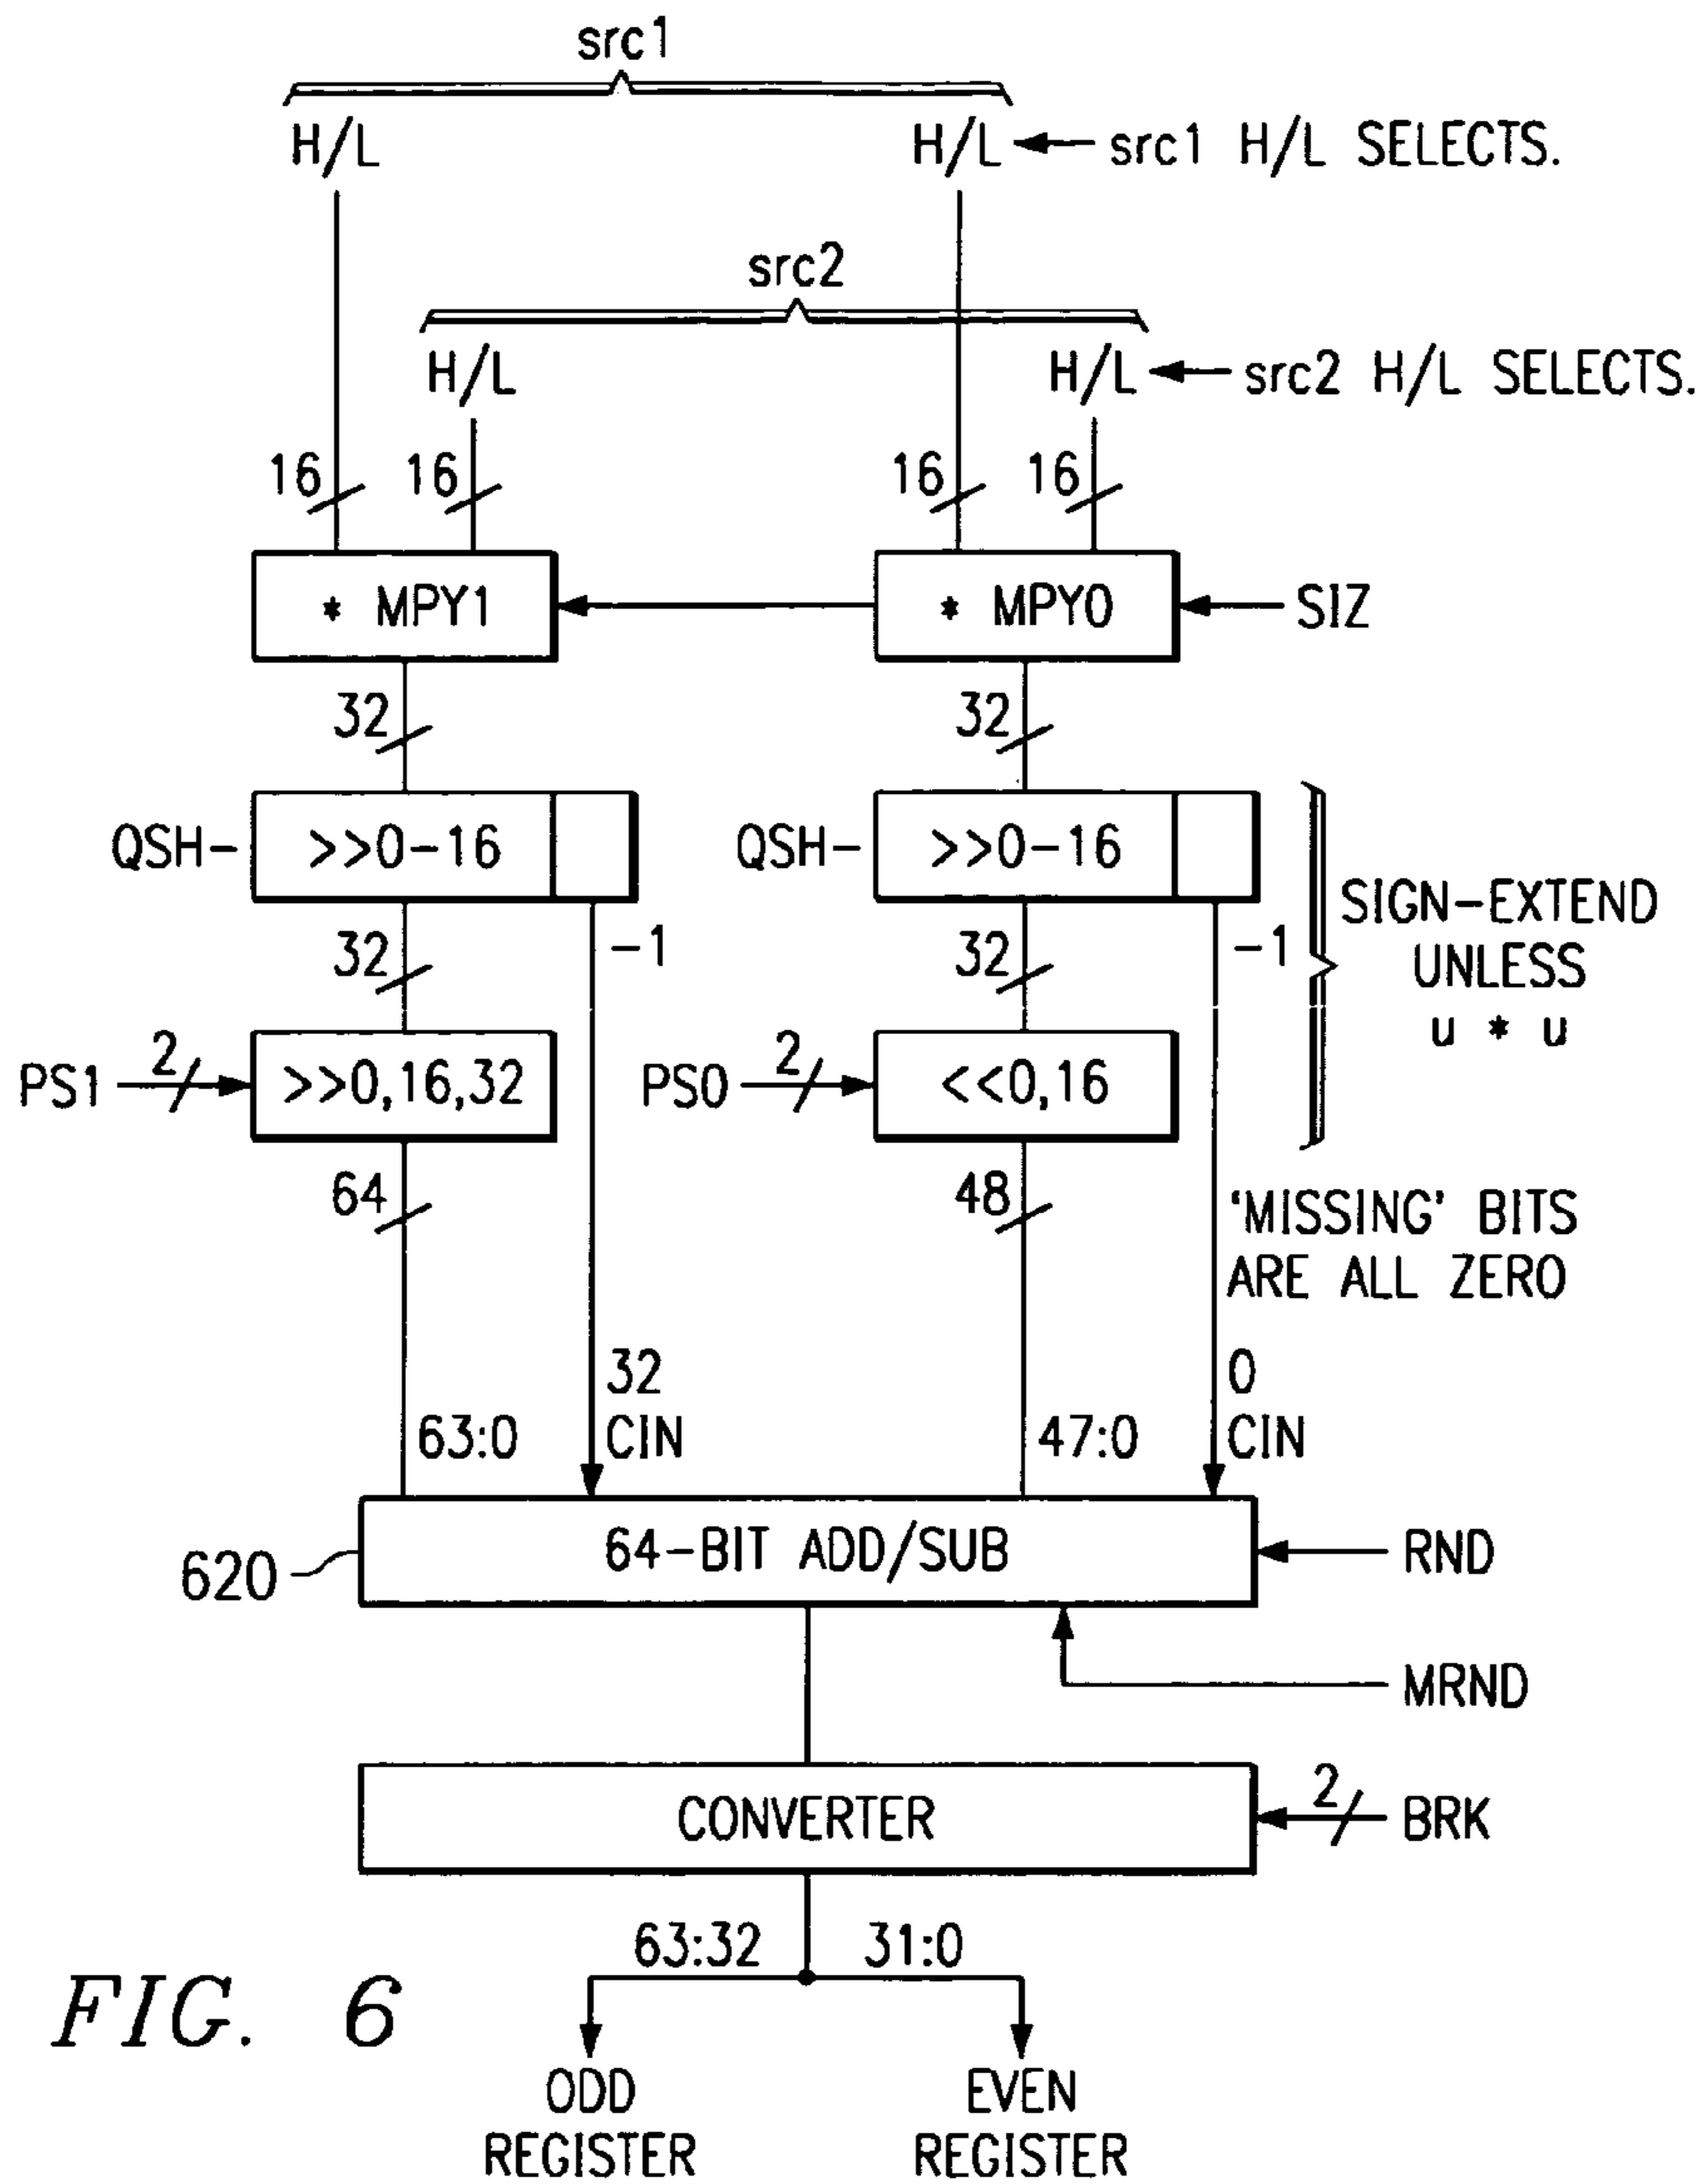 src1
H/L H/L src1 H/L SELECTS.
src2
H/L H/L src2 H/L SELECTS.
16 16 16 16
* MPY1 * MPY0 SIZ
32 32
QSH- >>0-16 QSH- >>0-16
32 -1 32 -1
SIGN-EXTEND
UNLESS
u * u
PS1 2 >>0,16,32 PS0 2 <<0,16
64 48
'MISSING' BITS
ARE ALL ZERO
32 0
63:0 CIN 47:0 CIN
620 64-BIT ADD/SUB RND
MRND
CONVERTER 2 BRK
63:32 31:0
FIG. 6
ODD EVEN
REGISTER REGISTER